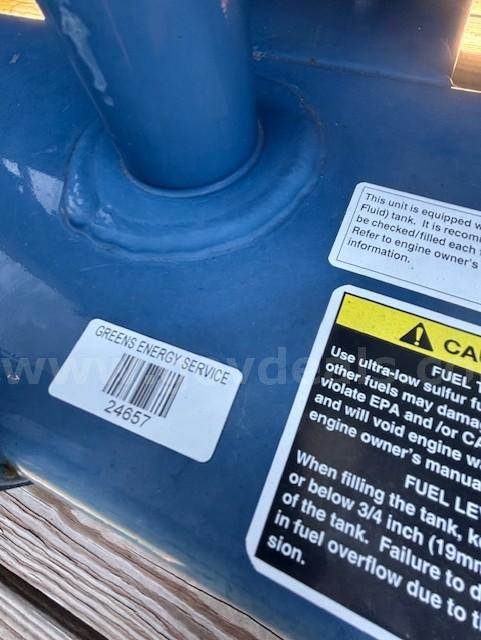 This unit is equipped w
Fluid) tank. It is recom
be checked/filled each
Refer to engine owner's
information.
GREENS ENERGY SERVICE
24657
CAU
FUEL T
Use ultra-low sulfur fu
other fuels may damag
violate EPA and /or CA
and will void engine wa
engine owner's manua
FUEL LEV
When filling the tank, ke
or below 3/4 inch (19mm
of the tank. Failure to d
in fuel overflow due to t
sion.